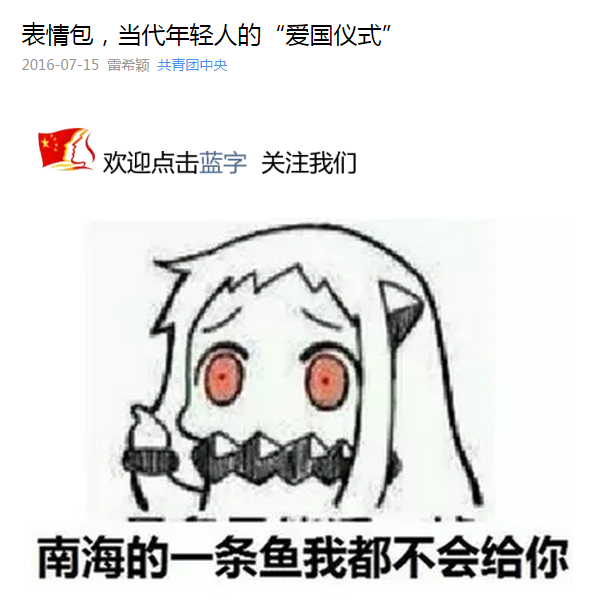 表情包，当代年轻人的“爱国仪式”
2016-07-15 雷希颖 共青团中央
欢迎点击蓝字 关注我们
南海的一条鱼我都不会给你